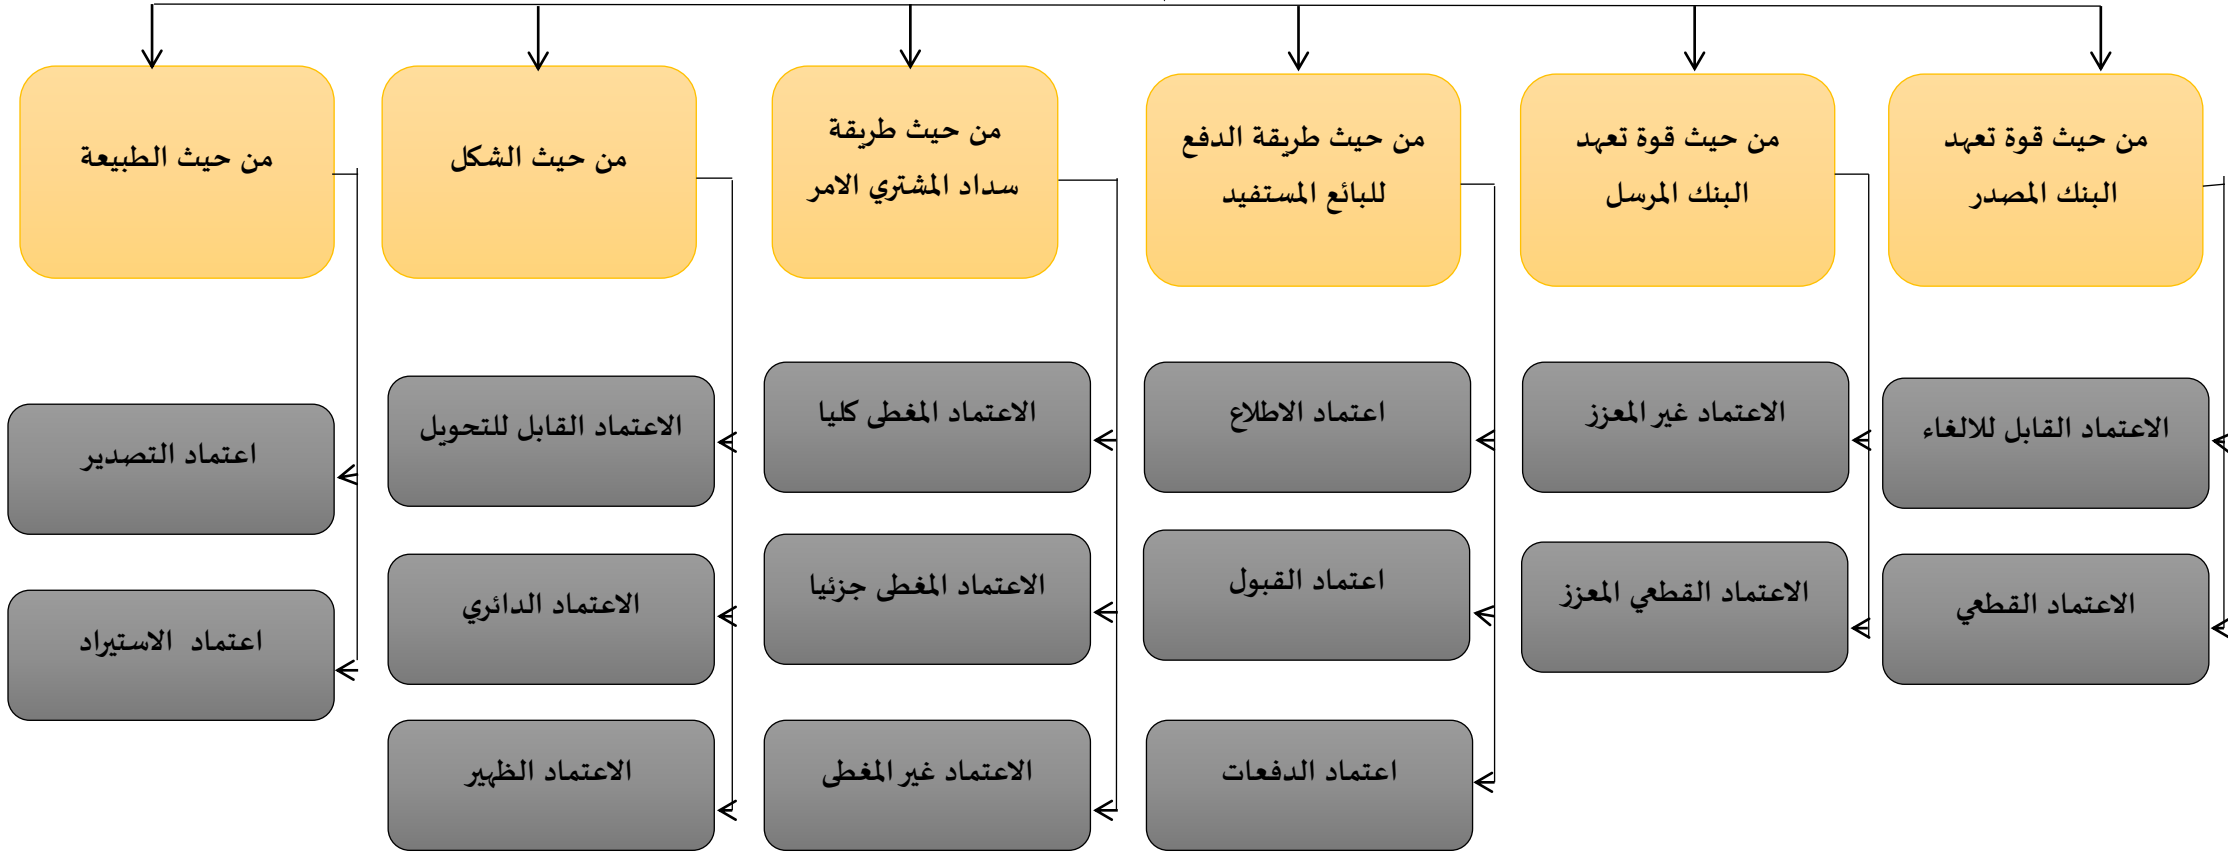 من حيث قوة تعهد
البنك المصدر
من حيث قوة تعهد
البنك المرسل
من حيث طريقة الدفع
للبائع المستفيد
من حيث طريقة
سداد المشتري الامر
من حيث الشكل
من حيث الطبيعة
الاعتماد القابل للالغاء
الاعتماد القطعي
الاعتماد غير المعزز
الاعتماد القطعي المعزز
اعتماد الاطلاع
اعتماد القبول
اعتماد الدفعات
الاعتماد المغطى كليا
الاعتماد المغطى جزئيا
الاعتماد غير المغطى
الاعتماد القابل للتحويل
الاعتماد الدائري
الاعتماد الظهير
اعتماد التصدير
اعتماد الاستيراد